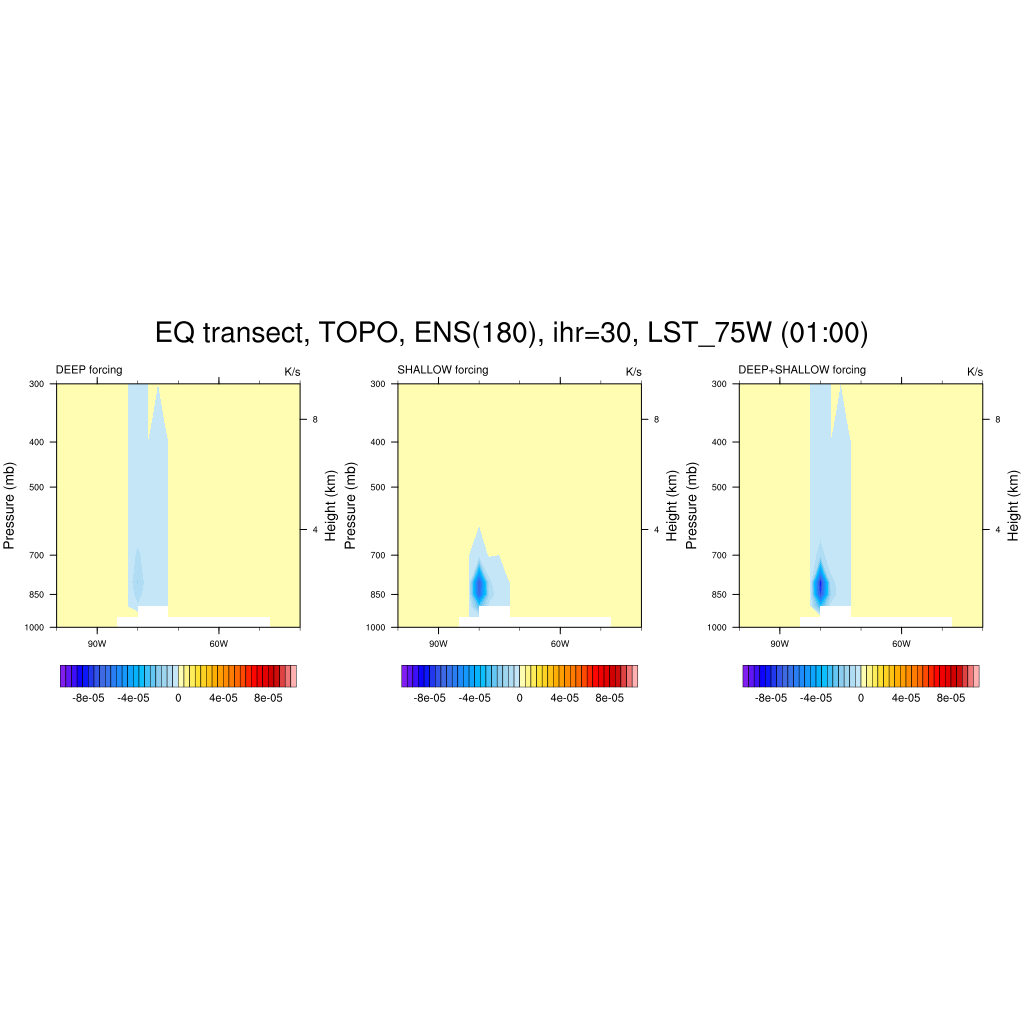 EQ transect, TOPO, ENS(180), ihr=30, LST_75W (01:00)
DEEP forcing K/s
300
400
500
700
850
1000
Pressure (mb)
8
4
Height (km)
90W 60W
-8e-05 -4e-05 0 4e-05 8e-05
SHALLOW forcing K/s
300
400
500
700
850
1000
Pressure (mb)
8
4
Height (km)
90W 60W
-8e-05 -4e-05 0 4e-05 8e-05
DEEP+SHALLOW forcing K/s
300
400
500
700
850
1000
Pressure (mb)
8
4
Height (km)
90W 60W
-8e-05 -4e-05 0 4e-05 8e-05